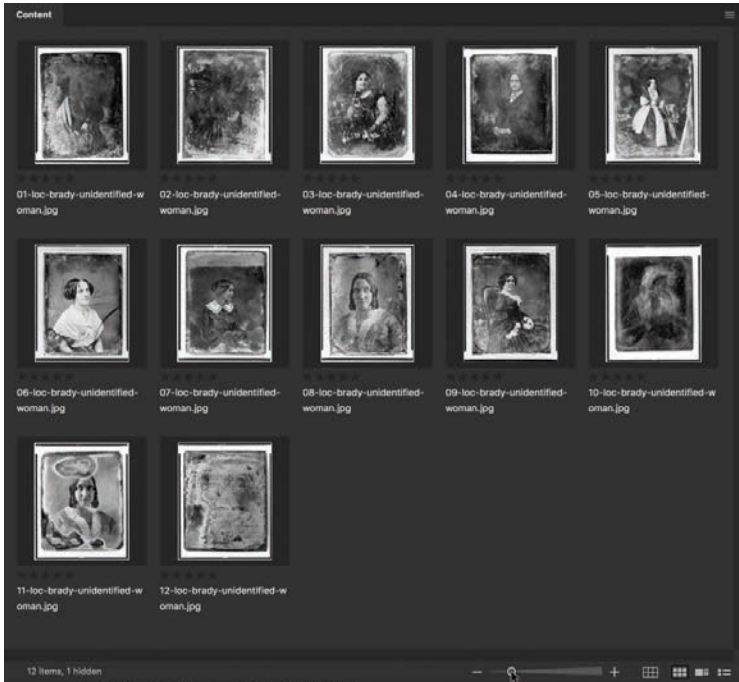 Content
01-loc-brady-unidentified-w
oman.jpg
02-loc-brady-unidentified-
woman.jpg
03-loc-brady-unidentified-
woman.jpg
04-loc-brady-unidentified-
woman.jpg
05-loc-brady-unidentified-
woman.jpg
06-loc-brady-unidentified-
woman.jpg
07-loc-brady-unidentified-
woman.jpg
08-loc-brady-unidentified-
woman.jpg
09-loc-brady-unidentified-
woman.jpg
10-loc-brady-unidentified-w
oman.jpg
11-loc-brady-unidentified-w
oman.jpg
12-loc-brady-unidentified-w
oman.jpg
12 items, 1 hidden